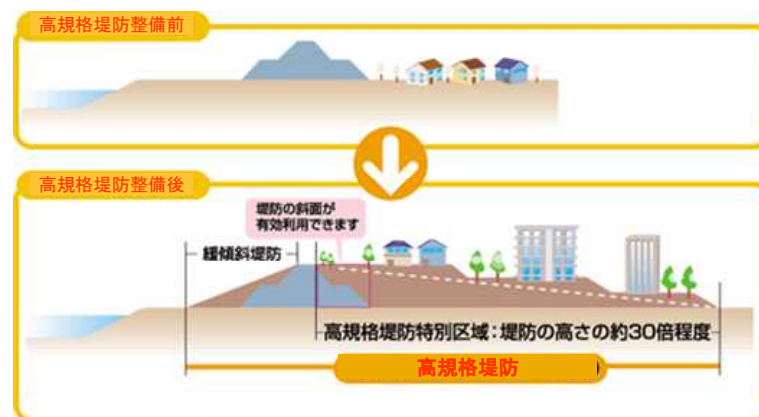 高規格堤防整備前
高規格堤防整備後
堤防の斜面が
有効利用できます
緩傾斜堤防
高規格堤防特別区域：堤防の高さの約30倍程度
高規格堤防